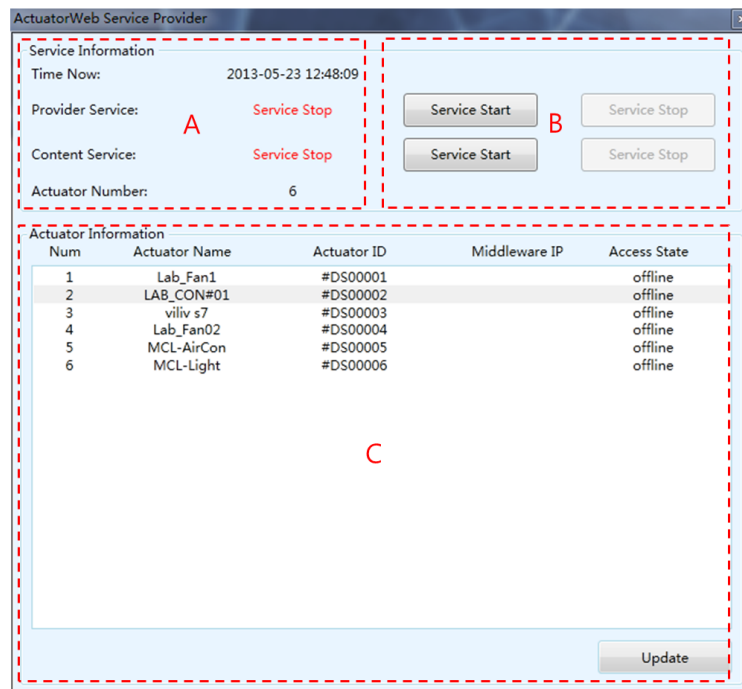 ActuatorWeb Service Provider
Service Information
Time Now: 2013-05-23 12:48:09
Provider Service: Service Stop Service Start Service Stop
A B
Content Service: Service Stop Service Start Service Stop
Actuator Number: 6
Actuator Information
Num Actuator Name Actuator ID Middleware IP Access State
1 Lab_Fan1 #DS00001 offline
2 LAB_CON#01 #DS00002 offline
3 viliv s7 #DS00003 offline
4 Lab_Fan02 #DS00004 offline
5 MCL-AirCon #DS00005 offline
6 MCL-Light #DS00006 offline
C
Update